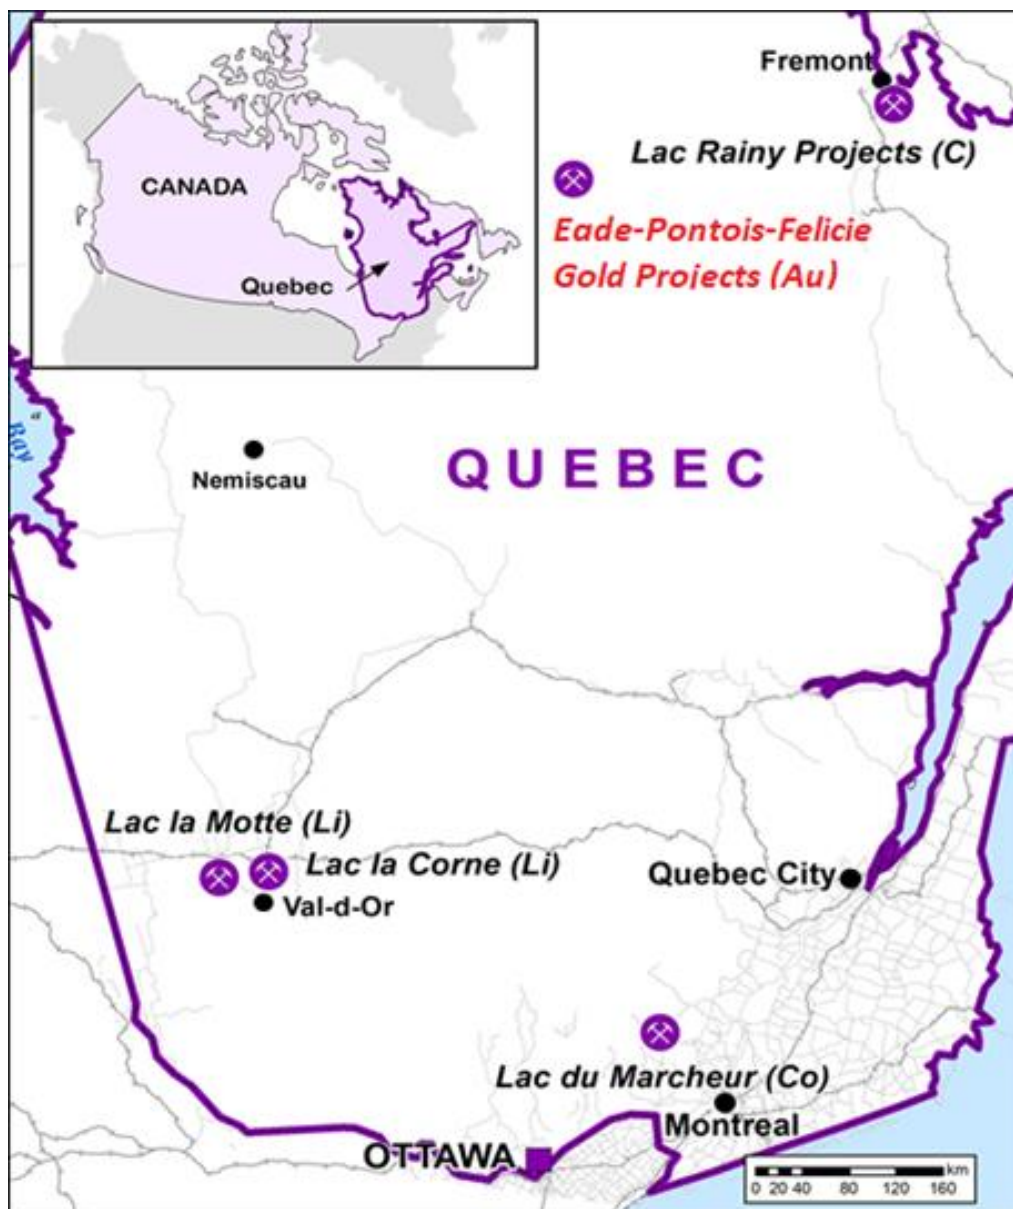 CANADA
Quebec
Fremont
Lac Rainy Projects (C)
Eade-Pontois-Felicie
Gold Projects (Au)
Bay
Nemiscau
QUEBEC
Lac la Motte (Li)
Lac la Corne (Li)
Val-d-Or
Quebec City
Lac du Marcheur (Co)
Montreal
OTTAWA
km
0 20 40 80 120 160